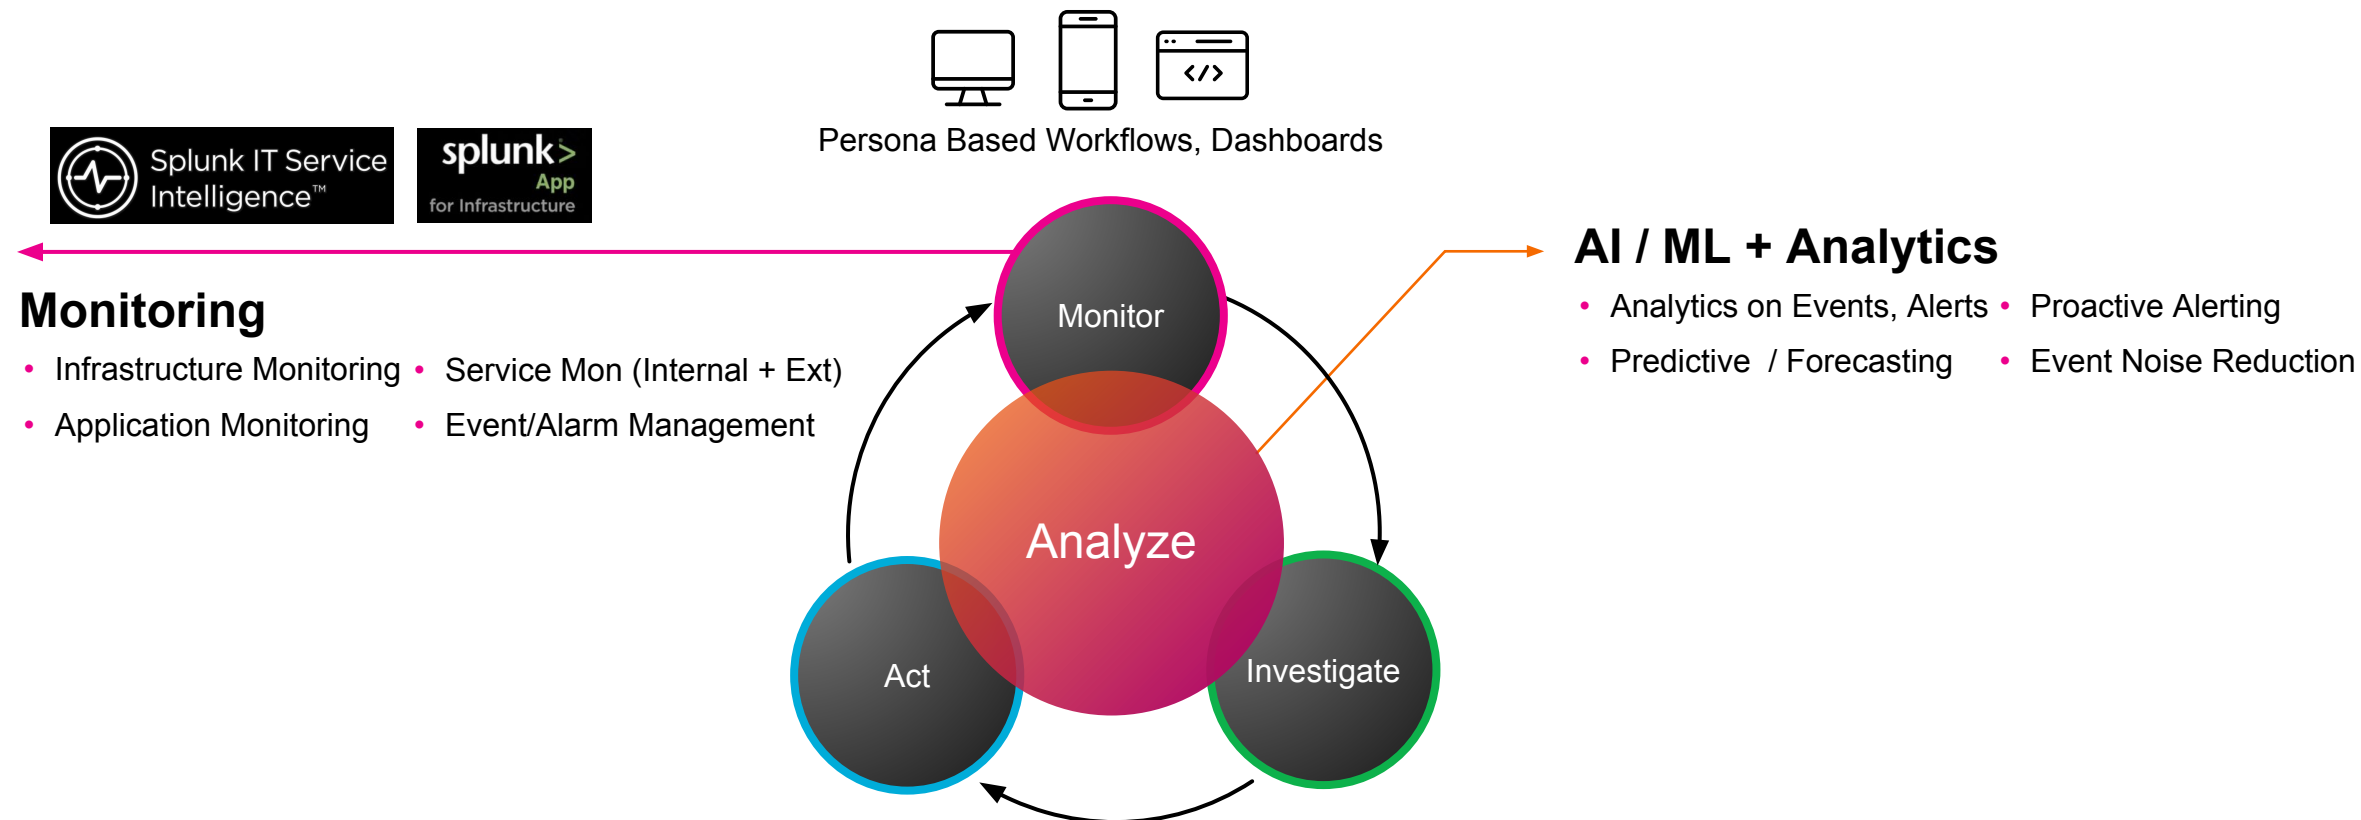 Persona Based Workflows, Dashboards
Splunk IT Service
Intelligence™
splunk>
App
for Infrastructure
Monitoring
• Infrastructure Monitoring
• Service Mon (Internal + Ext)
• Application Monitoring
• Event/Alarm Management
Monitor
Analyze
Act
Investigate
AI / ML + Analytics
• Analytics on Events, Alerts
• Proactive Alerting
• Predictive / Forecasting
• Event Noise Reduction